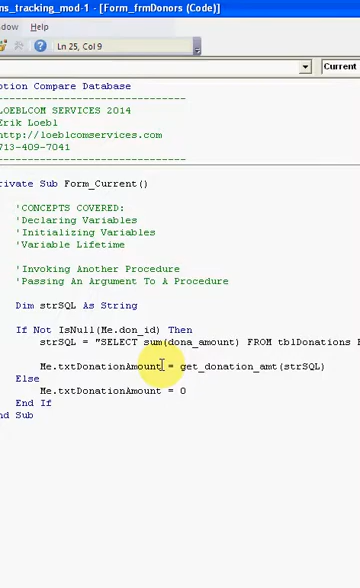 ns_tracking_mod-1 - [Form_frmDonors (Code)]
ndow Help
Ln 25, Col 9
Current
ption Compare Database
LOEBLCOM SERVICES 2014
Erik Loebl
http://loeblcomservices.com
713-409-7041
rivate Sub Form_Current()
'CONCEPTS COVERED:
'Declaring Variables
'Initializing Variables
'Variable Lifetime
'Invoking Another Procedure
'Passing An Argument To A Procedure
Dim strSQL As String
If Not IsNull(Me.don_id) Then
strSQL = "SELECT sum(dona_amount) FROM tblDonations
Me.txtDonationAmount = get_donation_amt(strSQL)
Else
Me.txtDonationAmount = 0
End If
nd Sub